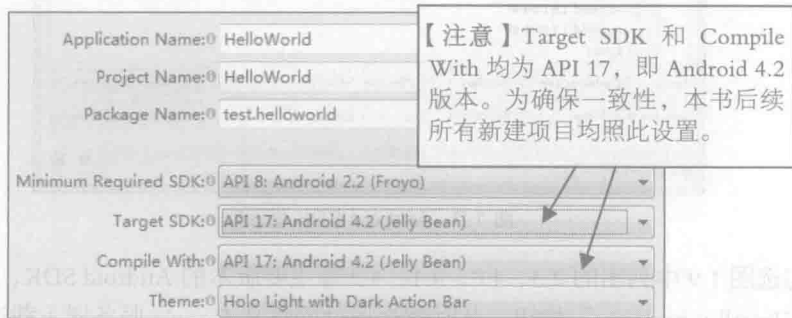 Application Name: HelloWorld
Project Name: HelloWorld
Package Name: test.helloworld
【注意】Target SDK 和 Compile
With 均为 API 17，即 Android 4.2
版本。为确保一致性，本书后续
所有新建项目均照此设置。
Minimum Required SDK: API 8: Android 2.2 (Froyo)
Target SDK: API 17: Android 4.2 (Jelly Bean)
Compile With: API 17: Android 4.2 (Jelly Bean)
Theme: Holo Light with Dark Action Bar